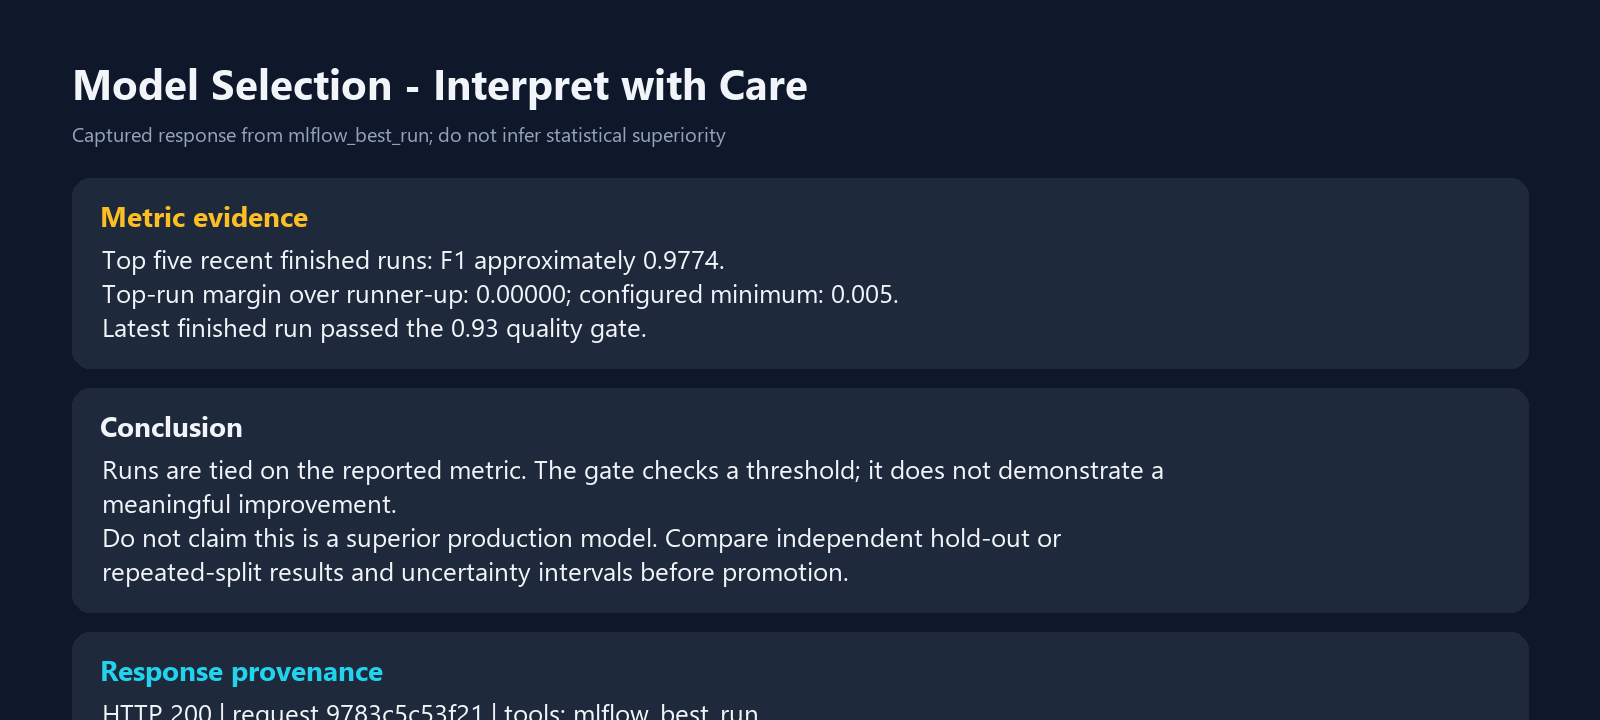 Model Selection - Interpret with Care
Captured response from mlflow_best_run; do not infer statistical superiority
Metric evidence
Top five recent finished runs: F1 approximately 0.9774.
Top-run margin over runner-up: 0.00000; configured minimum: 0.005.
Latest finished run passed the 0.93 quality gate.
Conclusion
Runs are tied on the reported metric. The gate checks a threshold; it does not demonstrate a
meaningful improvement.
Do not claim this is a superior production model. Compare independent hold-out or
repeated-split results and uncertainty intervals before promotion.
Response provenance
HTTP 200 | request 9783c5c53f21 | tools: mlflow_best_run